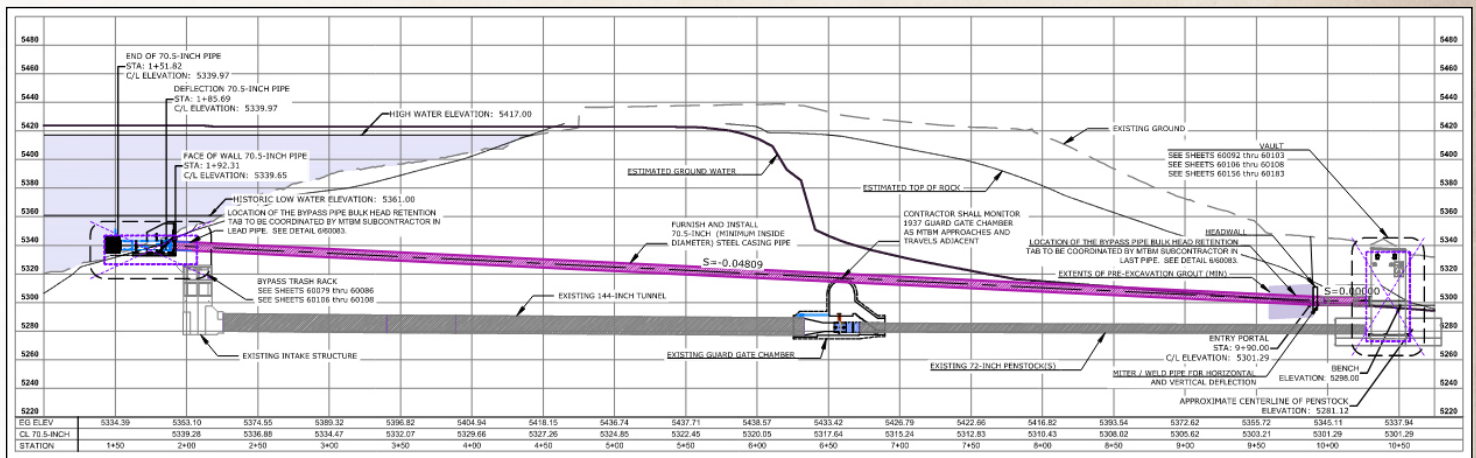 5480
5460
5440
5420
5400
5380
5360
5340
5320
5300
5280
5260
5240
5220
5480
5460
5440
5420
5400
5380
5360
5340
5320
5300
5280
5260
5240
5220
END OF 70.5-INCH PIPE
STA: 1+51.82
C/L ELEVATION: 5339.97
DEFLECTION 70.5-INCH PIPE
STA: 1+85.69
C/L ELEVATION: 5339.97
HIGH WATER ELEVATION: 5417.00
FACE OF WALL 70.5-INCH PIPE
STA: 1+92.31
C/L ELEVATION: 5339.65
HISTORIC LOW WATER ELEVATION: 5361.00
LOCATION OF THE BYPASS PIPE BULK HEAD RETENTION
TAB TO BE COORDINATED BY MTBM SUBCONTRACTOR IN
LEAD PIPE. SEE DETAIL 6/60083.
BYPASS TRASH RACK
SEE SHEETS 60079 thru 60086
SEE SHEETS 60106 thru 60108
EXISTING INTAKE STRUCTURE
EXISTING 144-INCH TUNNEL
ESTIMATED GROUND WATER
FURNISH AND INSTALL
70.5-INCH (MINIMUM INSIDE
DIAMETER) STEEL CASING PIPE
S=-0.04809
EXISTING GUARD GATE CHAMBER
ESTIMATED TOP OF ROCK
CONTRACTOR SHALL MONITOR
1937 GUARD GATE CHAMBER
AS MTBM APPROACHES AND
TRAVELS ADJACENT
EXISTING 72-INCH PENSTOCK(S)
EXISTING GROUND
VAULT
SEE SHEETS 60092 thru 60103
SEE SHEETS 60106 thru 60108
SEE SHEETS 60156 thru 60183
HEADWALL
LOCATION OF THE BYPASS PIPE BULK HEAD RETENTION
TAB TO BE COORDINATED BY MTBM SUBCONTRACTOR IN
LAST PIPE. SEE DETAIL 6/60083.
EXTENTS OF PRE-EXCAVATION GROUT (MIN)
S=0.00000
ENTRY PORTAL
STA: 9+90.00
C/L ELEVATION: 5301.29
MITER / WELD PIPE FOR HORIZONTAL
AND VERTICAL DEFLECTION
BENCH
ELEVATION: 5298.00
APPROXIMATE CENTERLINE OF PENSTOCK
ELEVATION: 5281.12
EG ELEV 5334.39 5353.10 5374.55 5389.32 5396.82 5404.94 5418.15 5436.74 5437.71 5438.57 5433.42 5426.79 5422.66 5416.82 5393.54 5372.62 5355.72 5345.11 5337.94
CL 70.5-INCH 5339.28 5336.88 5334.47 5332.07 5329.66 5327.26 5324.85 5322.45 5320.05 5317.64 5315.24 5312.83 5310.43 5308.02 5305.62 5303.21 5301.29 5301.29
STATION 1+50 2+00 2+50 3+00 3+50 4+00 4+50 5+00 5+50 6+00 6+50 7+00 7+50 8+00 8+50 9+00 9+50 10+00 10+50